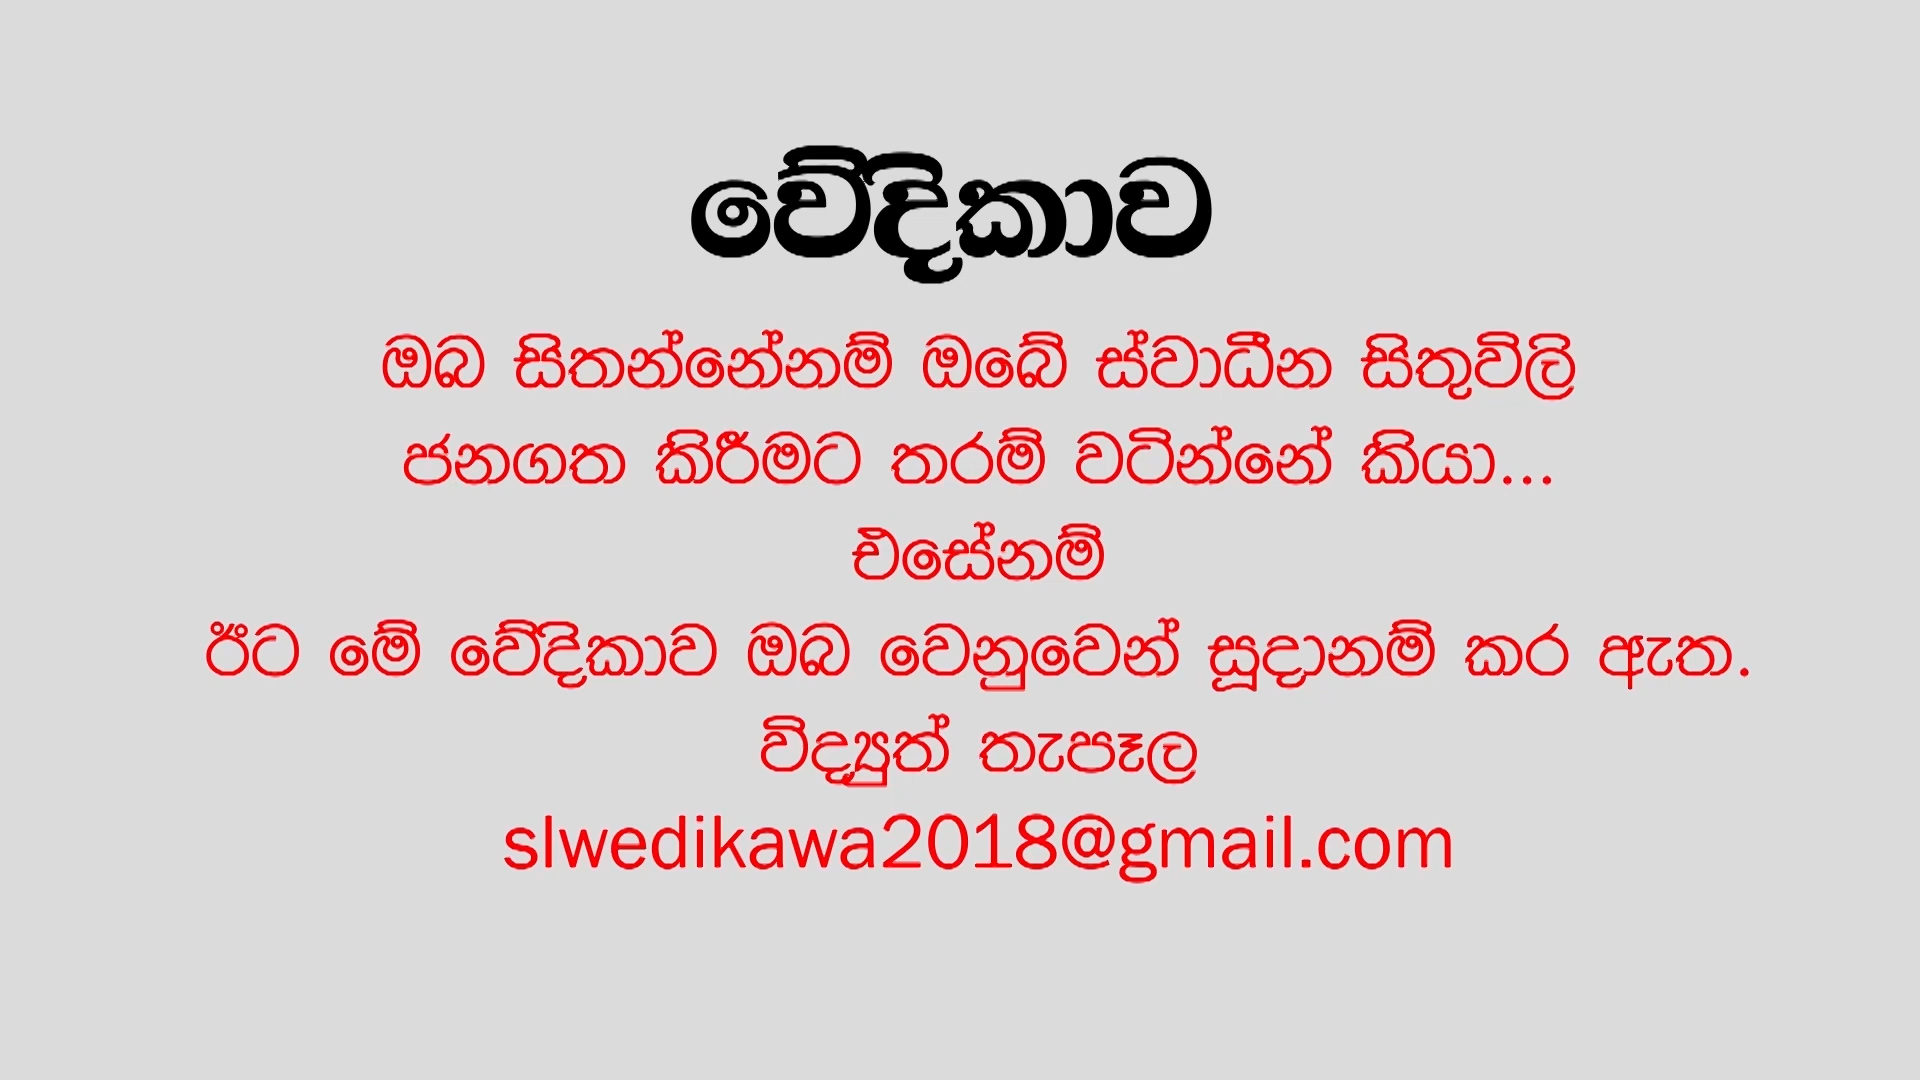 වේදිකාව
ඔබ සිතන්නේනම් ඔබේ ස්වාධීන සිතුවිලි
ජනගත කිරීමට තරම් වටින්නේ කියා...
එසේනම්
ඊට මේ වේදිකාව ඔබ වෙනුවෙන් සූදානම් කර ඇත.
විද්‍යුත් තැපෑල
slwedikawa2018@gmail.com